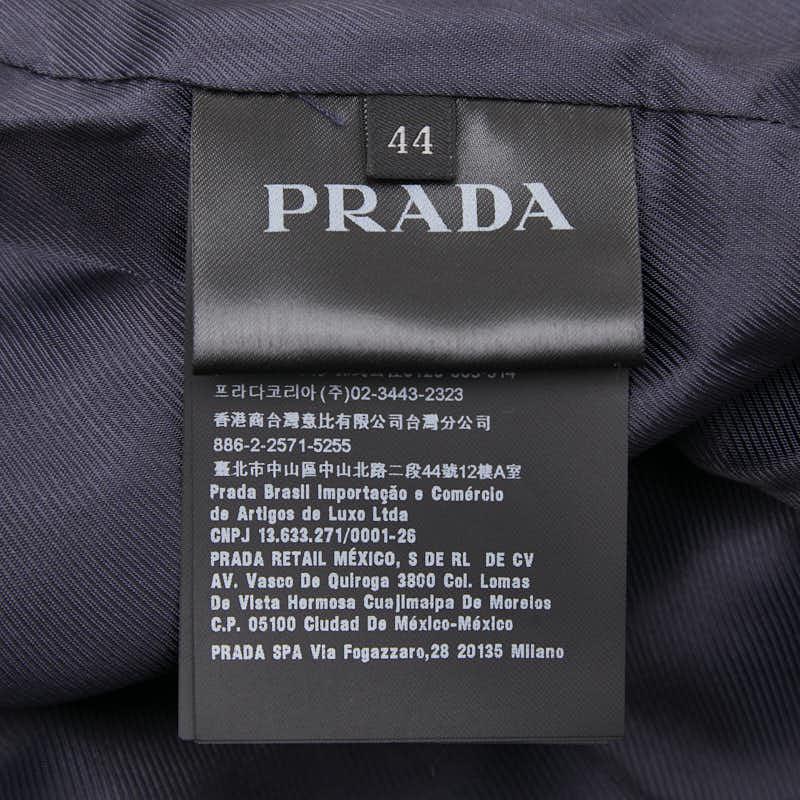 44
PRADA
프라다코리아(주)02-3443-2323
香港商台灣意比有限公司台灣分公司
886-2-2571-5255
臺北市中山區中山北路二段44號12樓A室
Prada Brasil Importação e Comércio
de Artigos de Luxo Ltda
CNPJ 13.633.271/0001-26
PRADA RETAIL MÉXICO, S DE RL DE CV
AV. Vasco De Quiroga 3800 Col. Lomas
De Vista Hermosa Cuajimalpa De Morelos
C.P. 05100 Ciudad De México-México
PRADA SPA Via Fogazzaro,28 20135 Milano